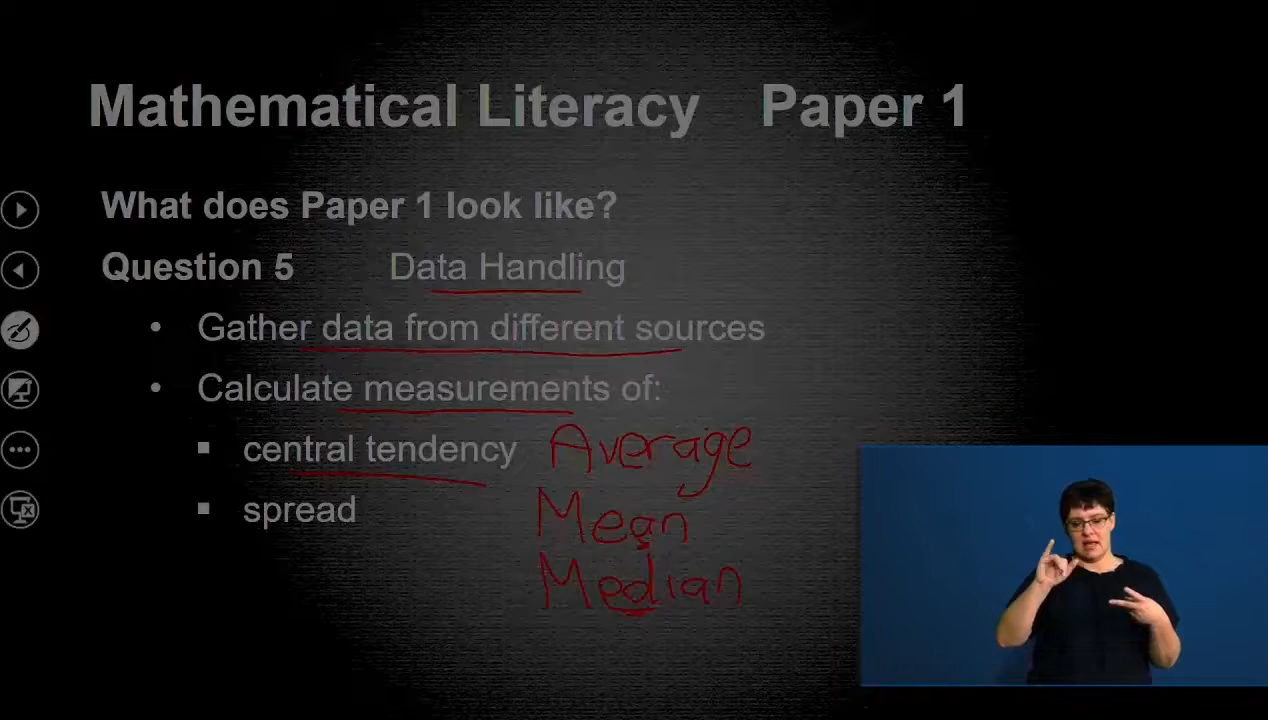 Mathematical Literacy Paper 1
What does Paper 1 look like?
Question 5 Data Handling
• Gather data from different sources
• Calculate measurements of:
▪ central tendency Average
▪ spread Mean
Median